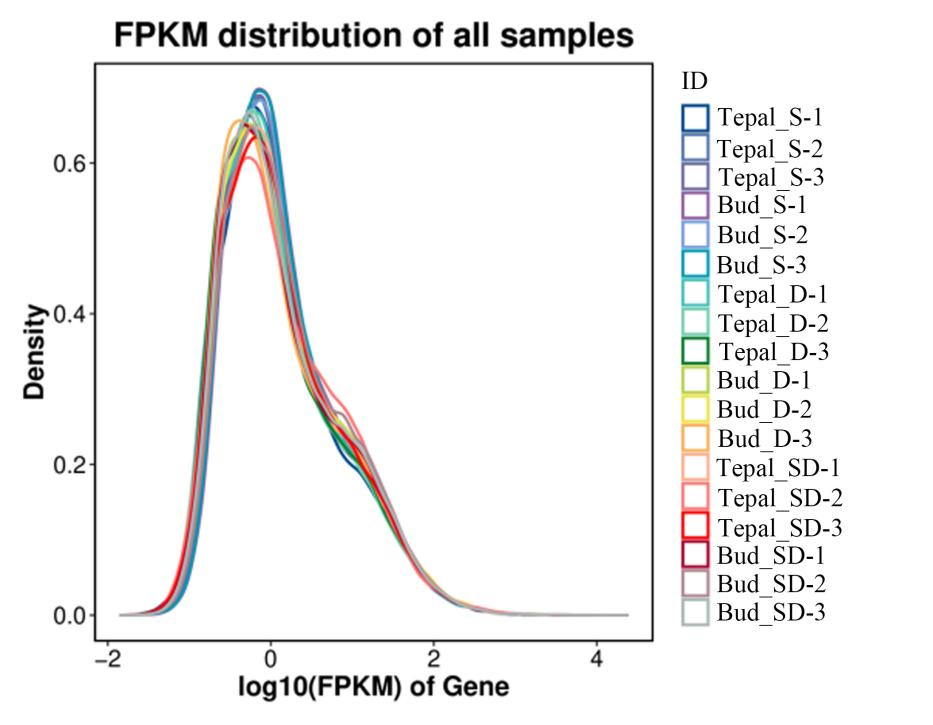 FPKM distribution of all samples
ID
Tepal_S-1
Tepal_S-2
Tepal_S-3
Bud_S-1
Bud_S-2
Bud_S-3
Tepal_D-1
Tepal_D-2
Tepal_D-3
Bud_D-1
Bud_D-2
Bud_D-3
Tepal_SD-1
Tepal_SD-2
Tepal_SD-3
Bud_SD-1
Bud_SD-2
Bud_SD-3
Density
0.6
0.4
0.2
0.0
−2 0 2 4
log10(FPKM) of Gene